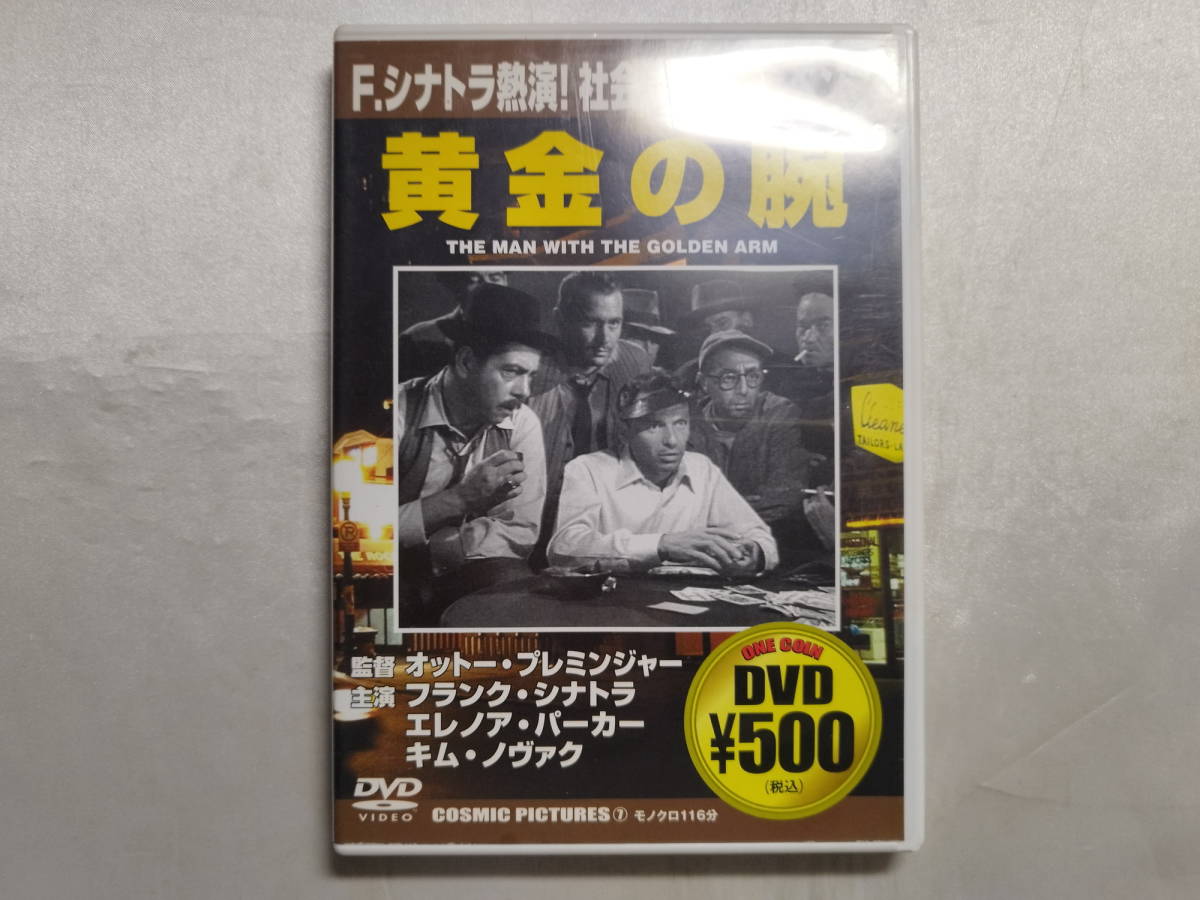 F.シナトラ熱演! 社会
黄金の腕
THE MAN WITH THE GOLDEN ARM
Cleane
TAILORS-LA
監督 オットー・プレミンジャー
主演 フランク・シナトラ
エレノア・パーカー
キム・ノヴァク
ONE COIN
DVD
¥500
(税込)
DVD
VIDEO
COSMIC PICTURES⑦ モノクロ116分